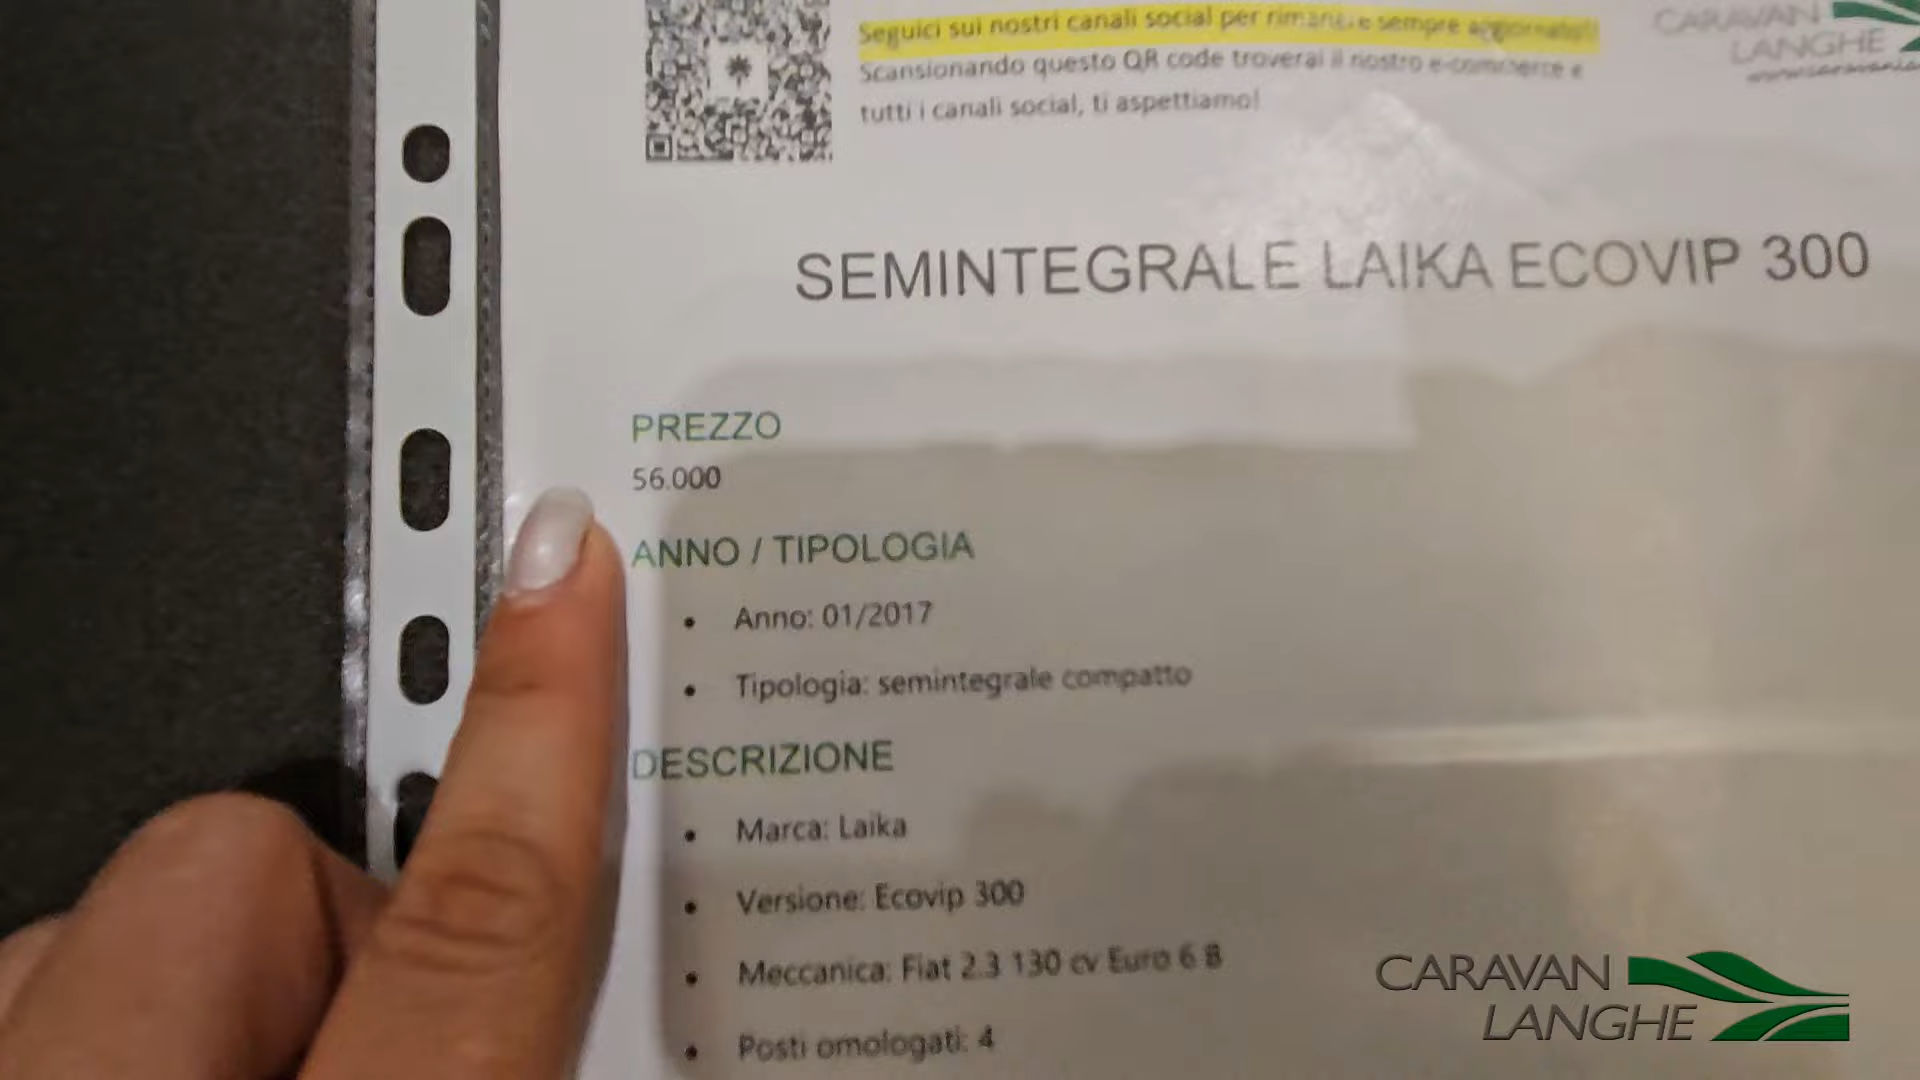 Seguici sui nostri canali social per rimanere sempre aggiornato!
Scansionando questo QR code troverai il nostro e-commerce e
tutti i canali social, ti aspettiamo!
CARAVAN
LANGHE
SEMINTEGRALE LAIKA ECOVIP 300
PREZZO
56.000
ANNO / TIPOLOGIA
• Anno: 01/2017
• Tipologia: semintegrale compatto
DESCRIZIONE
• Marca: Laika
• Versione: Ecovip 300
• Meccanica: Fiat 2.3 130 cv Euro 6 B
• Posti omologati: 4
CARAVAN
LANGHE